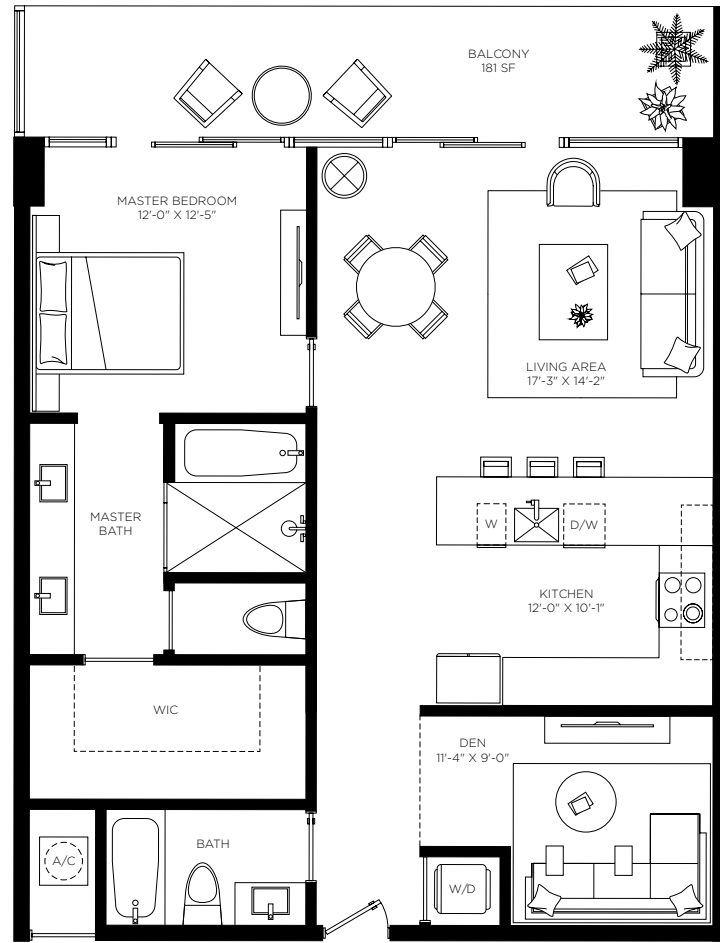 BALCONY
181 SF
MASTER BEDROOM
12'-0" X 12'-5"
LIVING AREA
17'-3" X 14'-2"
MASTER
BATH
W
D/W
KITCHEN
12'-0" X 10'-1"
WIC
DEN
11'-4" X 9'-0"
BATH
A/C
W/D